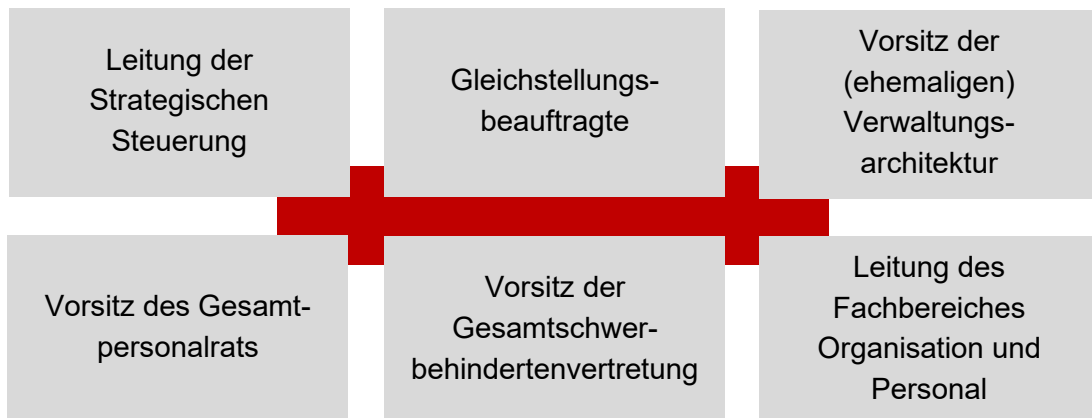 Leitung der
Strategischen
Steuerung
Gleichstellungs-
beauftragte
Vorsitz der
(ehemaligen)
Verwaltungs-
architektur
Vorsitz des Gesamt-
personalrats
Vorsitz der
Gesamtschwer-
behindertenvertretung
Leitung des
Fachbereiches
Organisation und
Personal